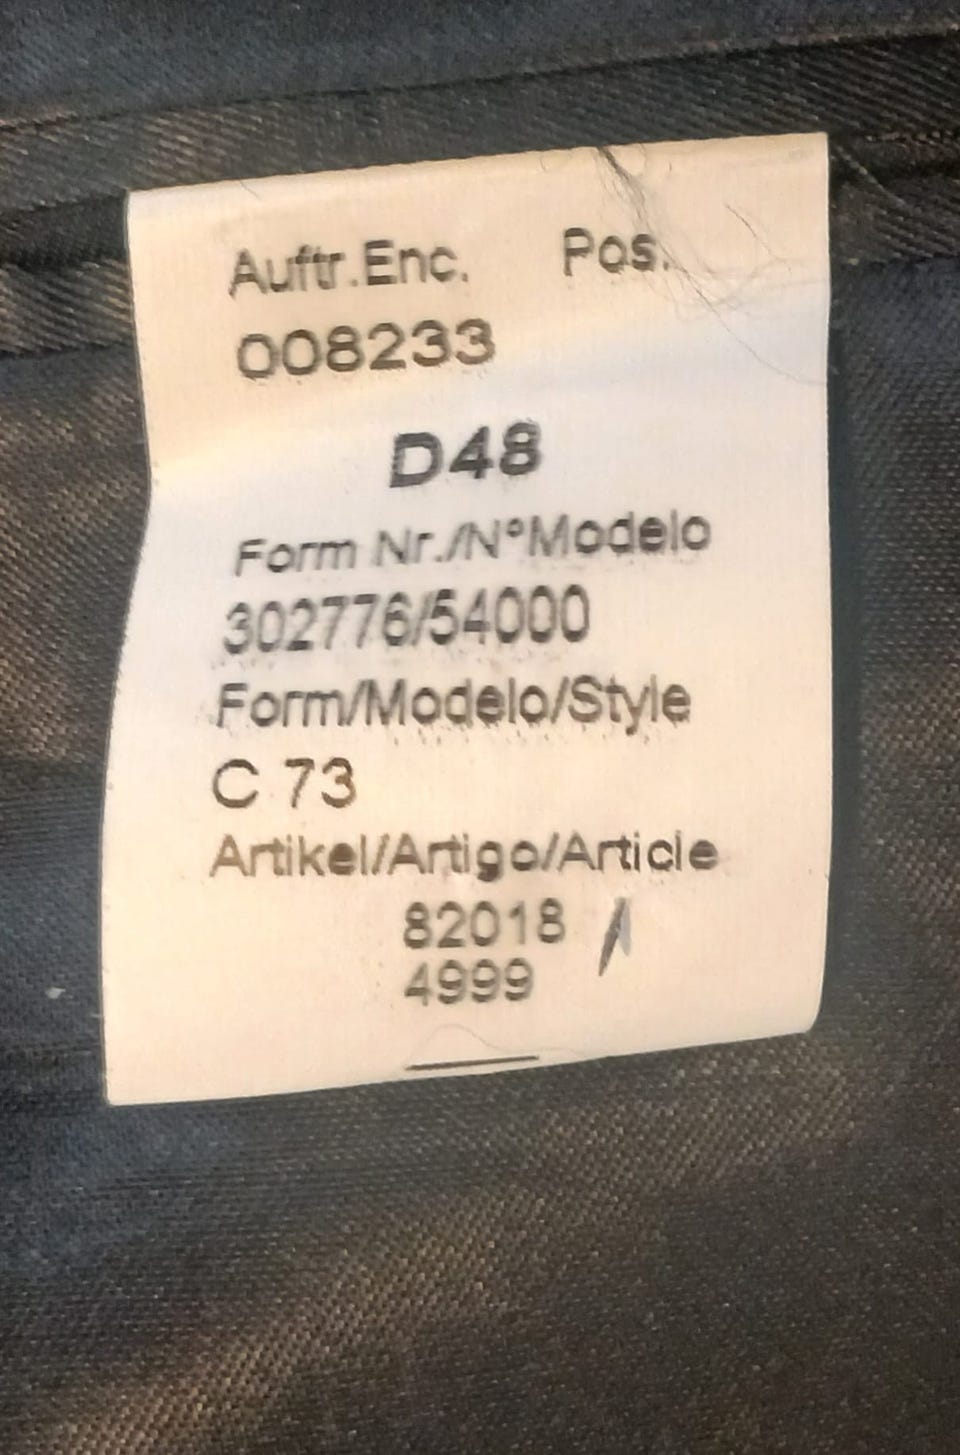 Auftr.Enc. Pos.
008233
D48
Form Nr./N°Modelo
302776/54000
Form/Modelo/Style
C 73
Artikel/Artigo/Article
82018
4999